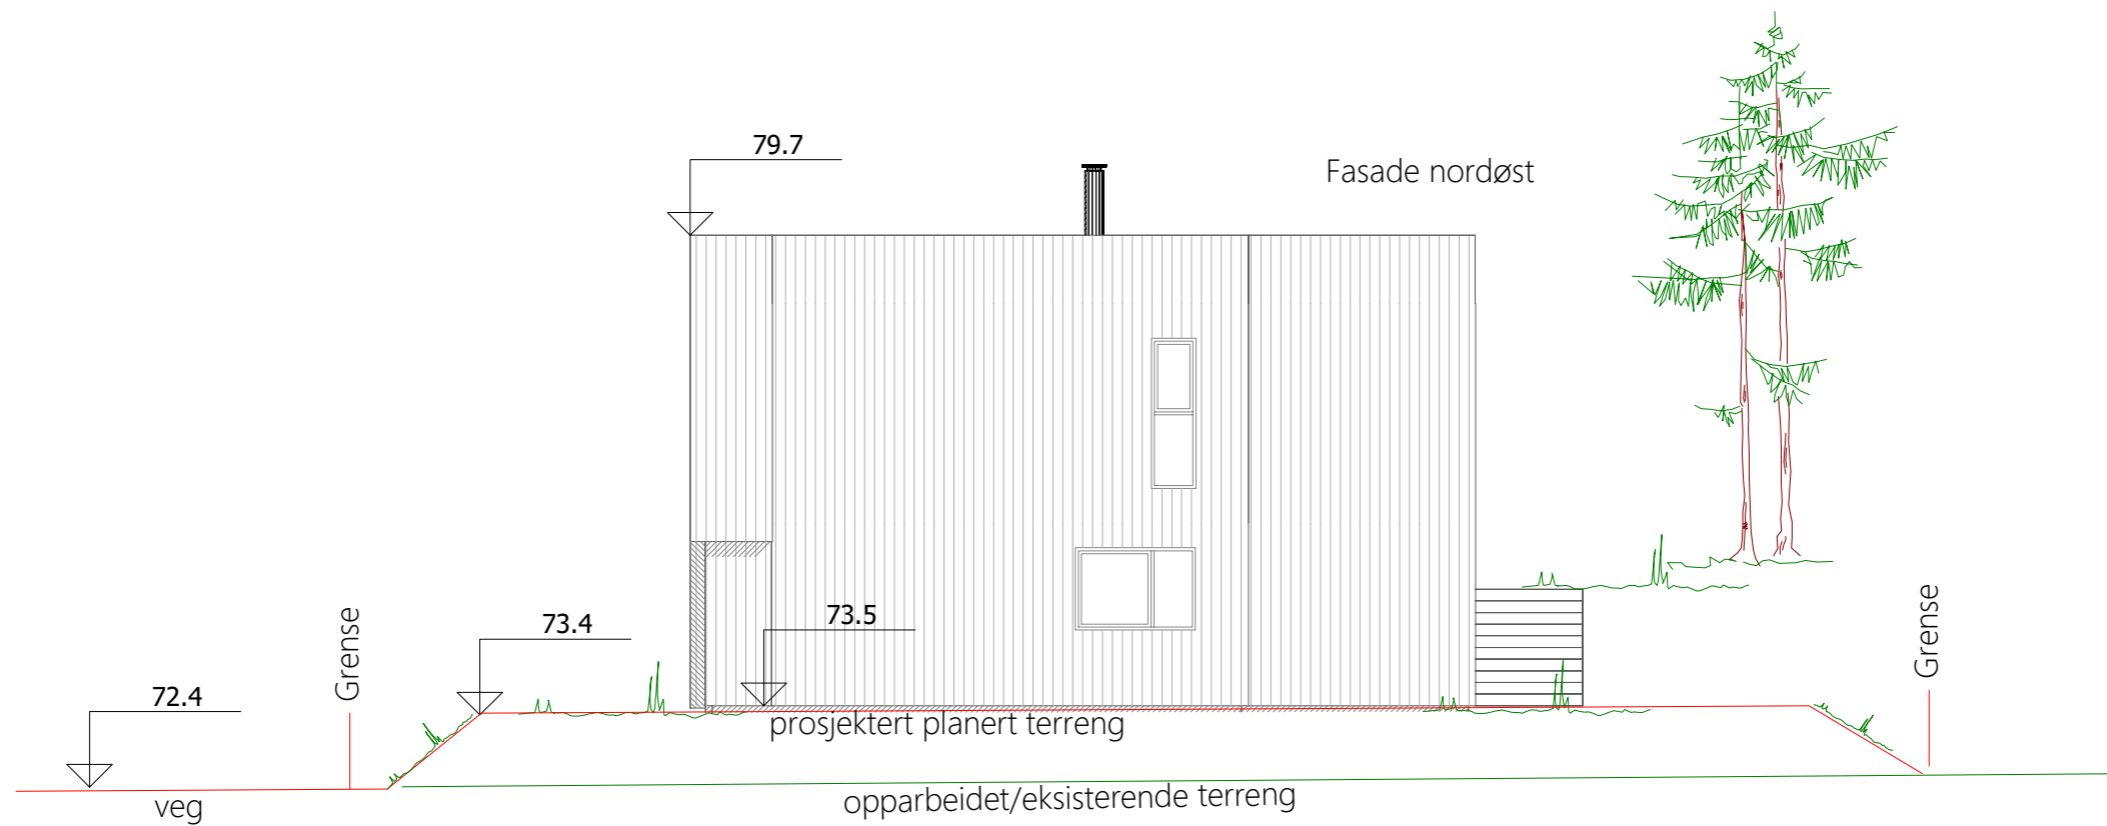 79.7
Fasade nordøst
73.5
73.4
Grense
Grense
72.4
prosjektert planert terreng
opparbeidet/eksisterende terreng
veg